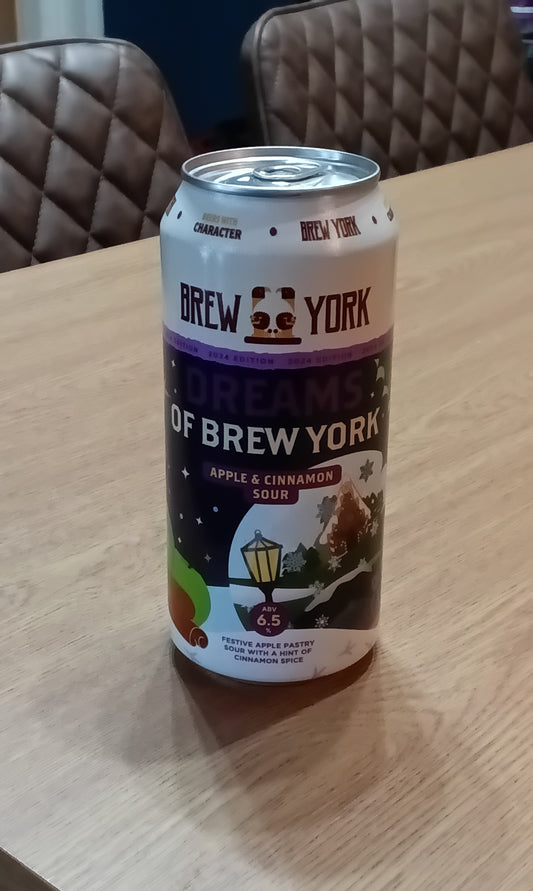 BEERS WITH
CHARACTER
BREW YORK
BREW YORK
EDITION 2024 EDITION 2024 EDITION
DREAMS
OF BREW YORK
APPLE & CINNAMON
SOUR
ABV
6.5
%
FESTIVE APPLE PASTRY
SOUR WITH A HINT OF
CINNAMON SPICE